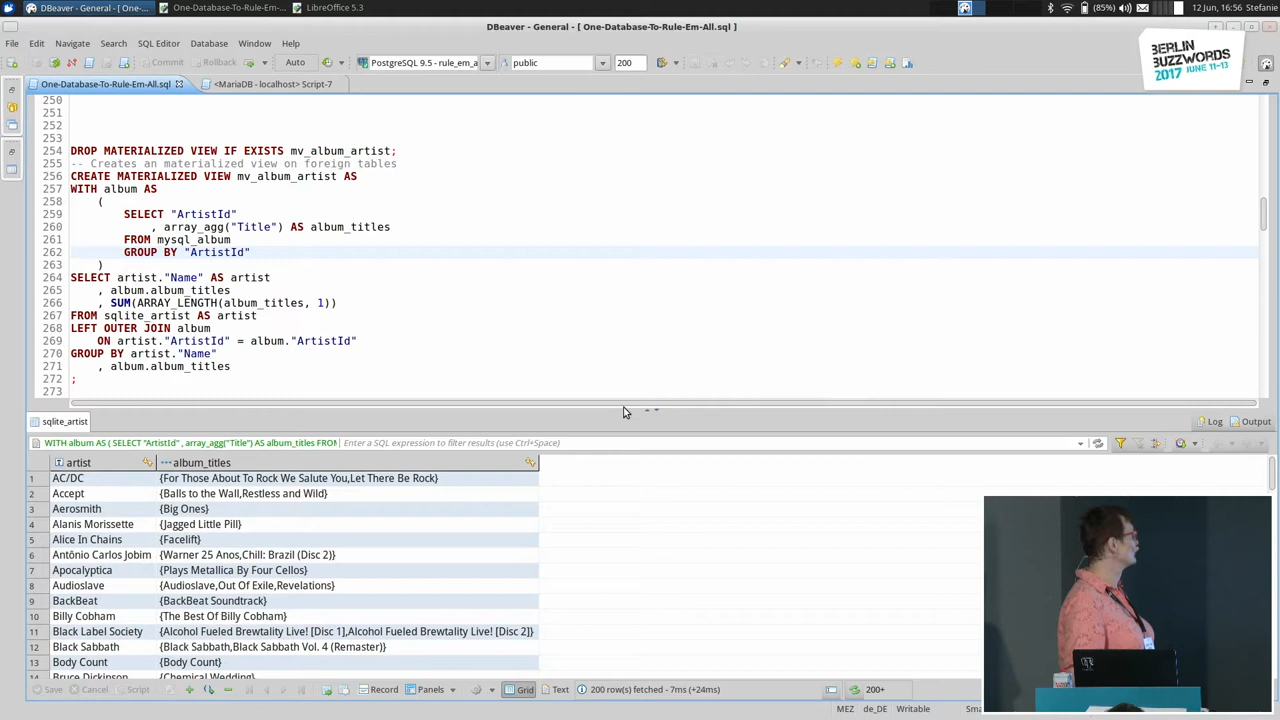 DBeaver - General - [ One-...
One-Database-To-Rule-Em-All...
LibreOffice 5.3
(85%)
12 Jun, 16:56 Stefanie
DBeaver - General - [ One-Database-To-Rule-Em-All.sql ]
File Edit Navigate Search SQL Editor Database Window Help
Commit Rollback Auto PostgreSQL 9.5 - rule_em_a public 200
BERLIN
BUZZWORDS
2017 JUNE 11-13
One-Database-To-Rule-Em-All.sql
<MariaDB - localhost> Script-7
250
251
252
253
254 DROP MATERIALIZED VIEW IF EXISTS mv_album_artist;
255 -- Creates an materialized view on foreign tables
256 CREATE MATERIALIZED VIEW mv_album_artist AS
257 WITH album AS
258 (
259 SELECT "ArtistId"
260 , array_agg("Title") AS album_titles
261 FROM mysql_album
262 GROUP BY "ArtistId"
263 )
264 SELECT artist."Name" AS artist
265 , album.album_titles
266 , SUM(ARRAY_LENGTH(album_titles, 1))
267 FROM sqlite_artist AS artist
268 LEFT OUTER JOIN album
269 ON artist."ArtistId" = album."ArtistId"
270 GROUP BY artist."Name"
271 , album.album_titles
272 ;
273
sqlite_artist
Log Output
WITH album AS ( SELECT "ArtistId" , array_agg("Title") AS album_titles FROM
Enter a SQL expression to filter results (use Ctrl+Space)
artist album_titles
1 AC/DC {For Those About To Rock We Salute You,Let There Be Rock}
2 Accept {Balls to the Wall,Restless and Wild}
3 Aerosmith {Big Ones}
4 Alanis Morissette {Jagged Little Pill}
5 Alice In Chains {Facelift}
6 Antônio Carlos Jobim {Warner 25 Anos,Chill: Brazil (Disc 2)}
7 Apocalyptica {Plays Metallica By Four Cellos}
8 Audioslave {Audioslave,Out Of Exile,Revelations}
9 BackBeat {BackBeat Soundtrack}
10 Billy Cobham {The Best Of Billy Cobham}
11 Black Label Society {Alcohol Fueled Brewtality Live! [Disc 1],Alcohol Fueled Brewtality Live! [Disc 2]}
12 Black Sabbath {Black Sabbath,Black Sabbath Vol. 4 (Remaster)}
13 Body Count {Body Count}
Bruce Dickinson {Chemical Wedding}
Save Cancel Script Record Panels Grid Text 200 row(s) fetched - 7ms (+24ms) 200+
MEZ de_DE Writable